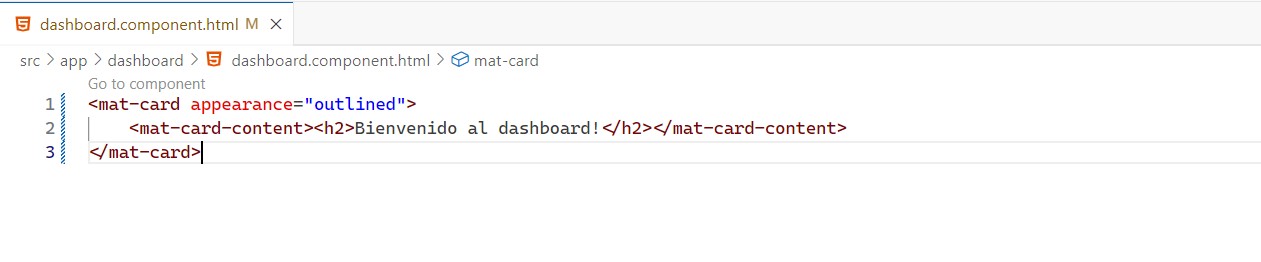 dashboard.component.html M ×
src > app > dashboard > dashboard.component.html > mat-card
Go to component
1 <mat-card appearance="outlined">
2 <mat-card-content><h2>Bienvenido al dashboard!</h2></mat-card-content>
3 </mat-card>